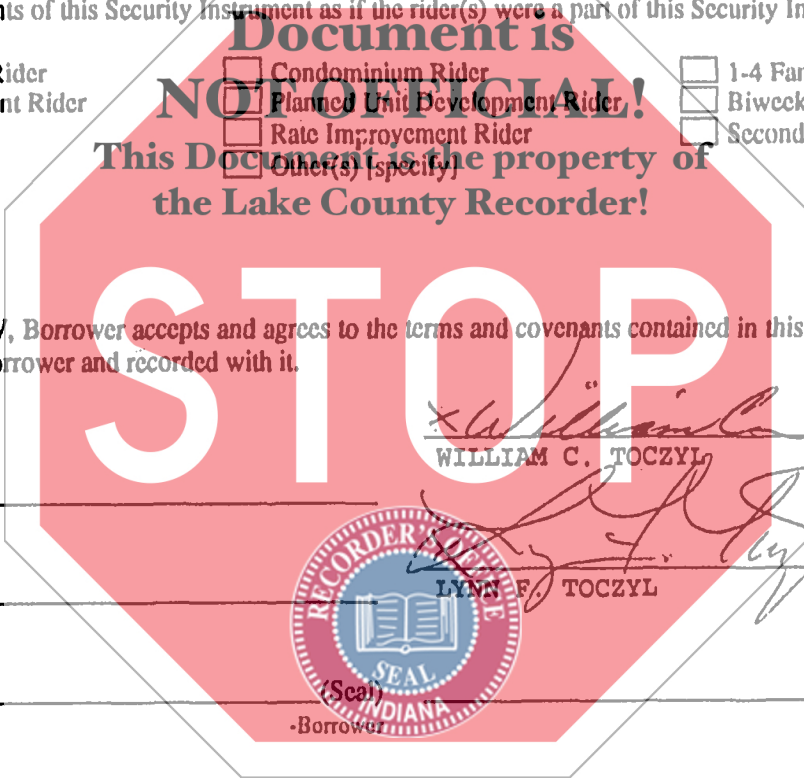 nts of this Security Instrument as if the rider(s) were a part of this Security In
Document is
Rider Condominium Rider 1-4 Far
NOT OFFICIAL!
nt Rider Planned Unit Development Rider Biweek
Rate Improvement Rider Second
This Document is the property of
Other(s) [specify]
the Lake County Recorder!
STOP
, Borrower accepts and agrees to the terms and covenants contained in this
rrower and recorded with it.
x William C
WILLIAM C. TOCZYL
LYNN F. TOCZYL
RECORDER'S OFFICE
SEAL
(Seal)
INDIANA
-Borrower